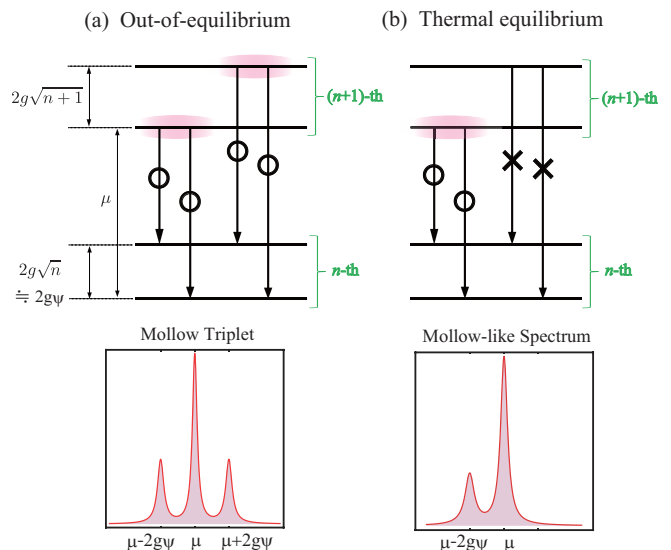 (a) Out-of-equilibrium
(b) Thermal equilibrium
2g√n+1
(n+1)-th
(n+1)-th
μ
2g√n
≒ 2gψ
n-th
n-th
Mollow Triplet
Mollow-like Spectrum
μ-2gψ μ μ+2gψ
μ-2gψ μ